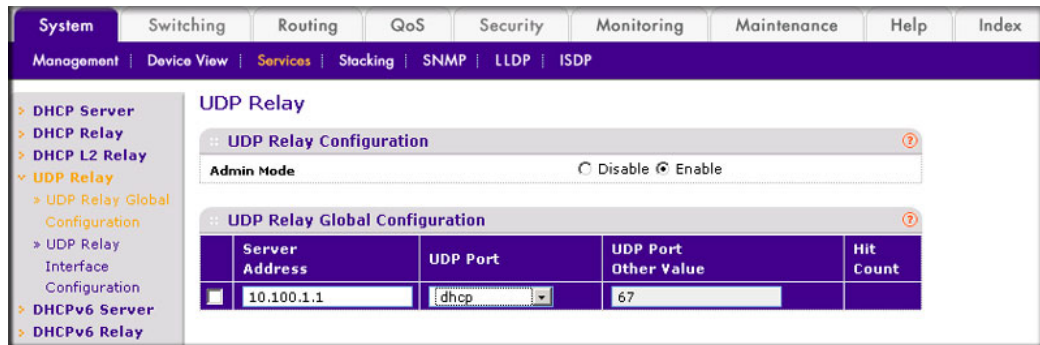 System Switching Routing QoS Security Monitoring Maintenance Help Index
Management | Device View | Services | Stacking | SNMP | LLDP | ISDP
DHCP Server
DHCP Relay
DHCP L2 Relay
UDP Relay
» UDP Relay Global
Configuration
» UDP Relay
Interface
Configuration
DHCPv6 Server
DHCPv6 Relay
UDP Relay
UDP Relay Configuration
Admin Mode Disable Enable
UDP Relay Global Configuration
Server
Address
UDP Port
UDP Port
Other Value
Hit
Count
10.100.1.1 dhcp 67